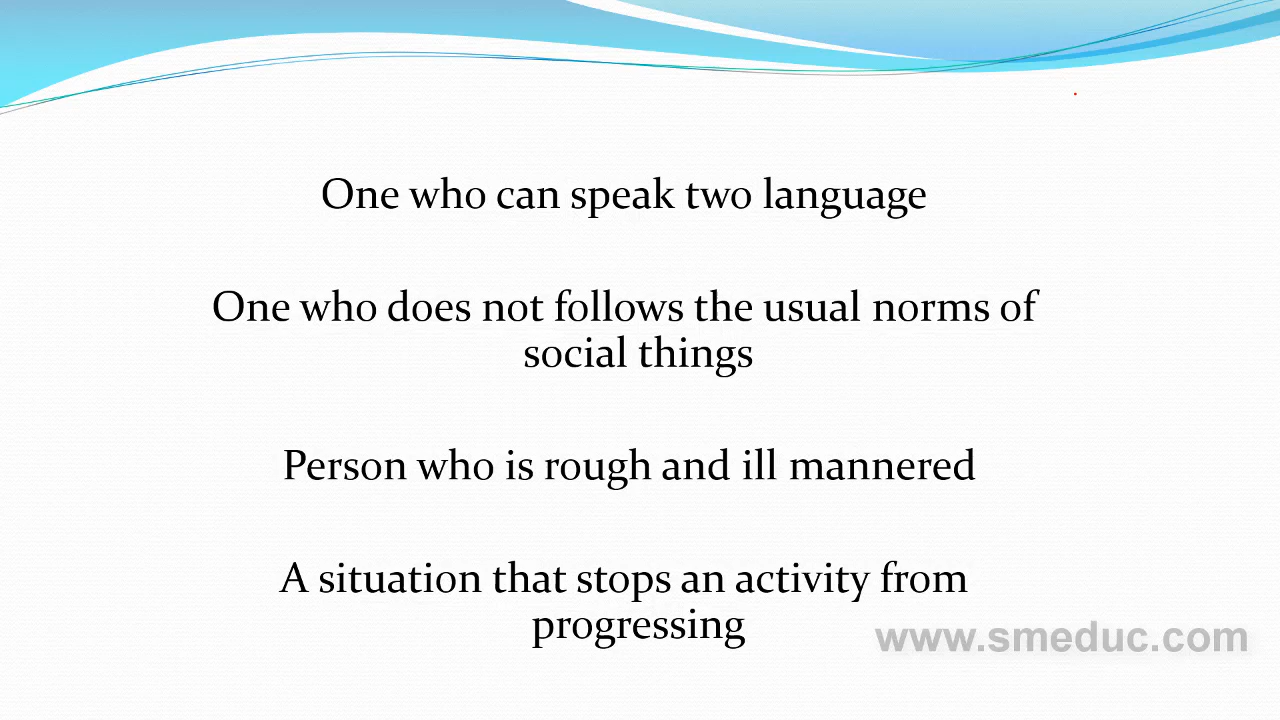 One who can speak two language
One who does not follows the usual norms of
social things
Person who is rough and ill mannered
A situation that stops an activity from
progressing
www.smeduc.com